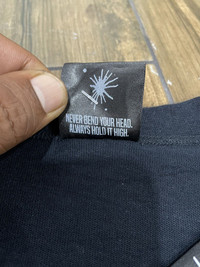 NEVER BEND YOUR HEAD.
ALWAYS HOLD IT HIGH.